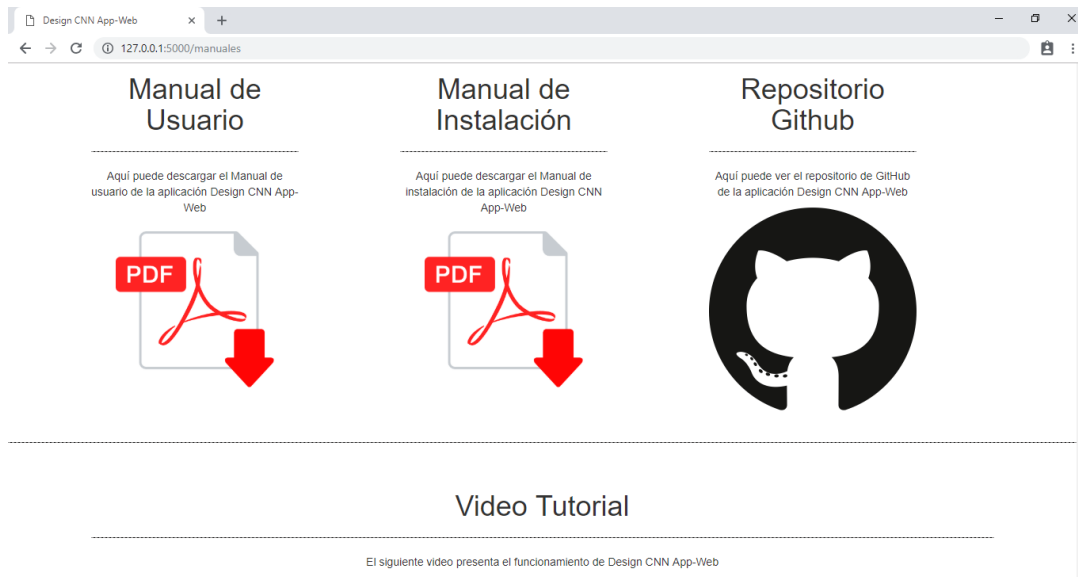 Design CNN App-Web
127.0.0.1:5000/manuales
Manual de
Usuario
Aquí puede descargar el Manual de
usuario de la aplicación Design CNN App-
Web
PDF
Manual de
Instalación
Aquí puede descargar el Manual de
instalación de la aplicación Design CNN
App-Web
PDF
Repositorio
Github
Aquí puede ver el repositorio de GitHub
de la aplicación Design CNN App-Web
Video Tutorial
El siguiente video presenta el funcionamiento de Design CNN App-Web